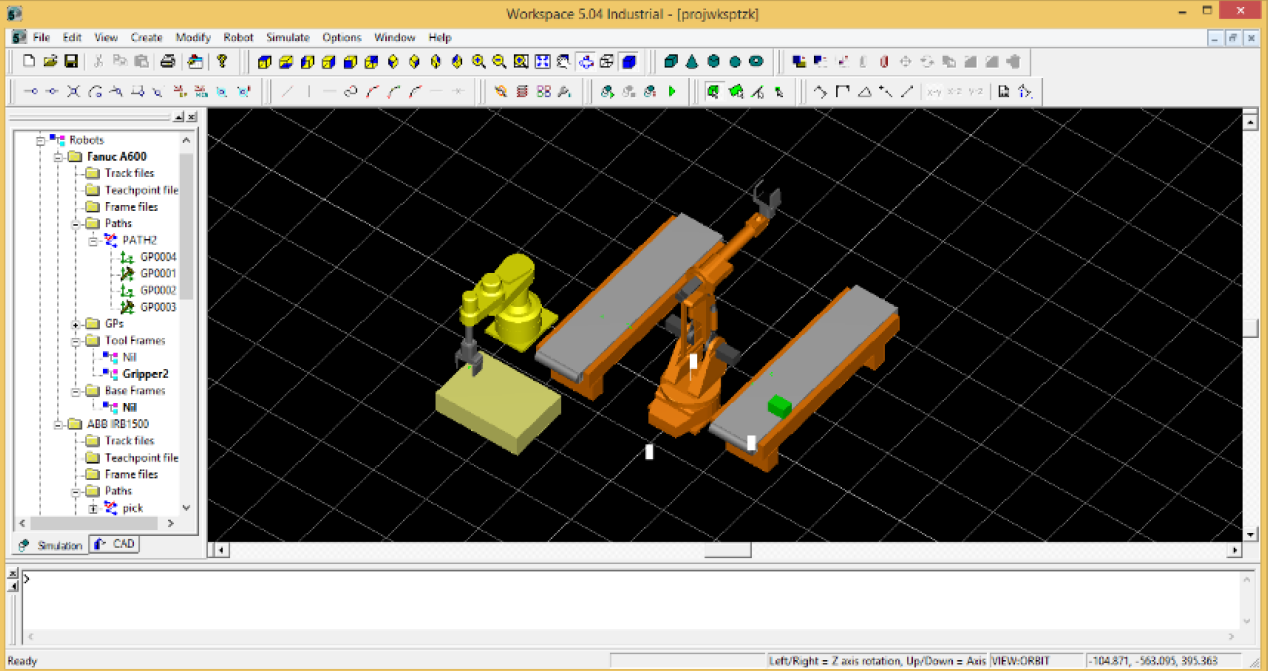 Workspace 5.04 Industrial - [projwksptzk]
File Edit View Create Modify Robot Simulate Options Window Help
Robots
Fanuc A600
Track files
Teachpoint file
Frame files
Paths
PATH2
GP0004
GP0001
GP0002
GP0003
GPs
Tool Frames
Nil
Gripper2
Base Frames
Nil
ABB IRB1500
Track files
Teachpoint file
Frame files
Paths
pick
Simulation CAD
>
Ready Left/Right = Z axis rotation, Up/Down = Axis VIEW:ORBIT -104.871, -563.095, 395.363